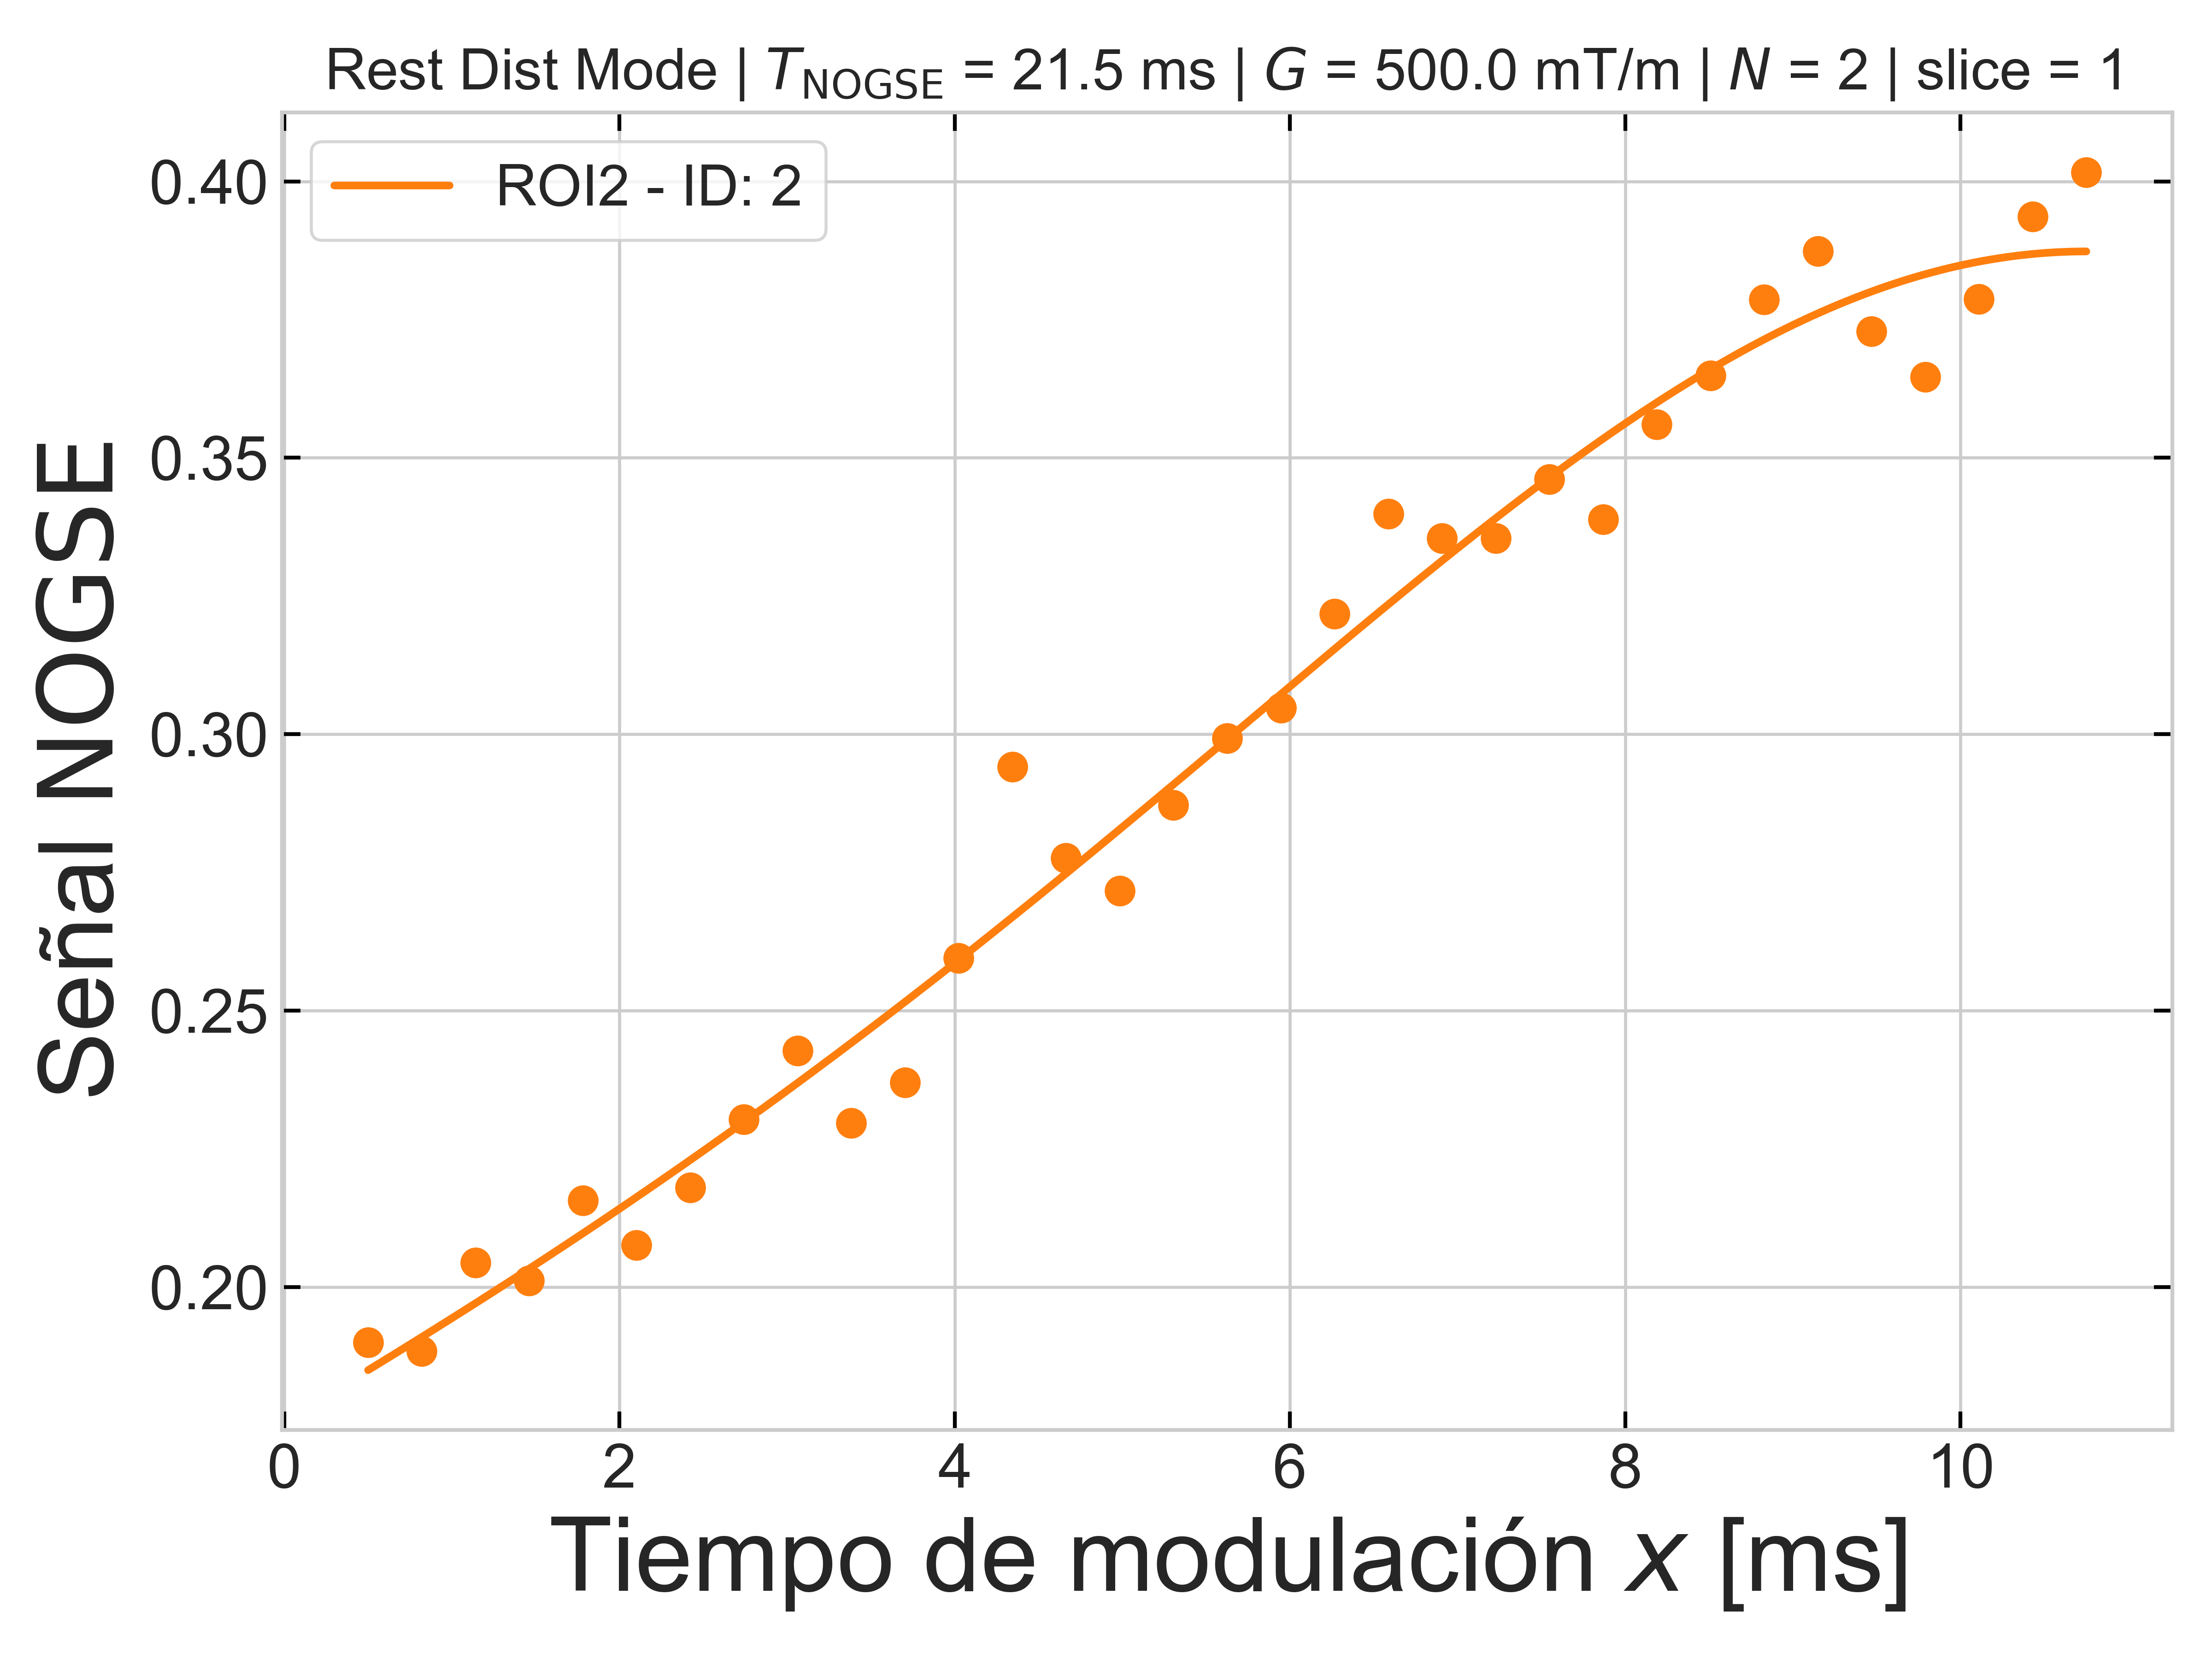 Rest Dist Mode | T_NOGSE = 21.5 ms | G = 500.0 mT/m | N = 2 | slice = 1
ROI2 - ID: 2
Señal NOGSE
0.40
0.35
0.30
0.25
0.20
0 2 4 6 8 10
Tiempo de modulación x [ms]